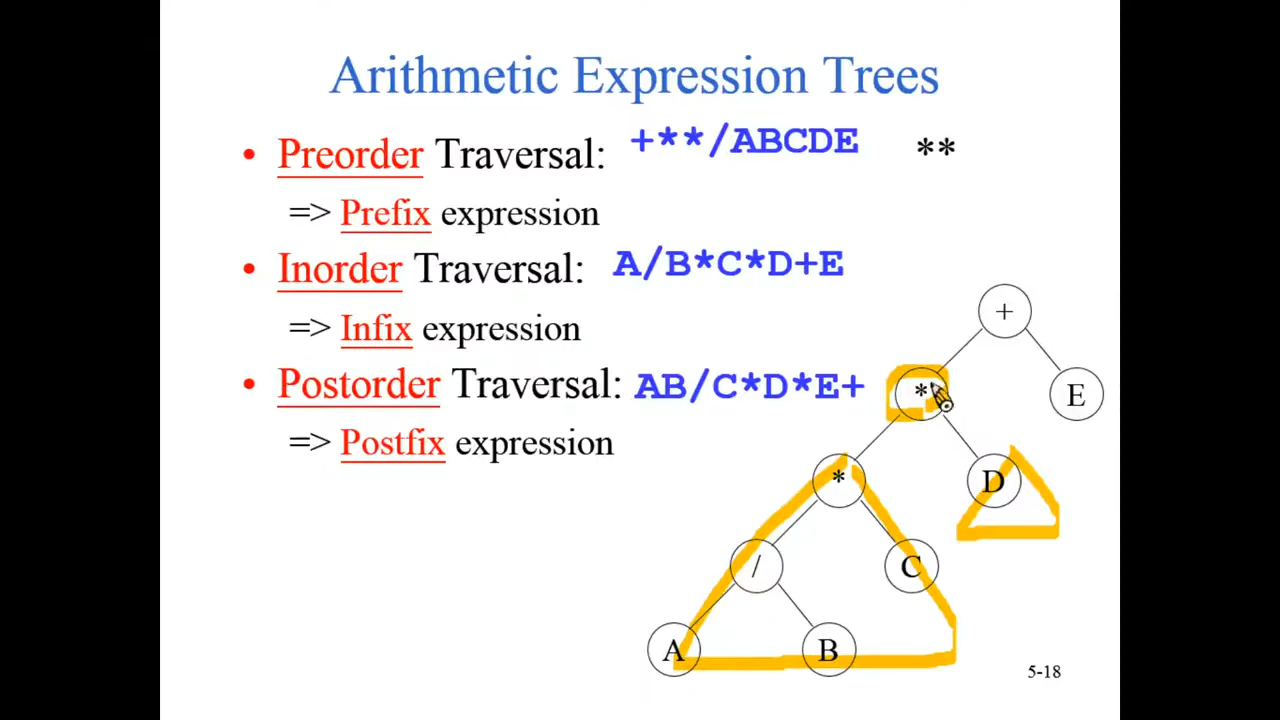 Arithmetic Expression Trees
• Preorder Traversal: +**/ABCDE **
=> Prefix expression
• Inorder Traversal: A/B*C*D+E
=> Infix expression
• Postorder Traversal: AB/C*D*E+
=> Postfix expression
+
* E
* D
/ C
A B
5-18